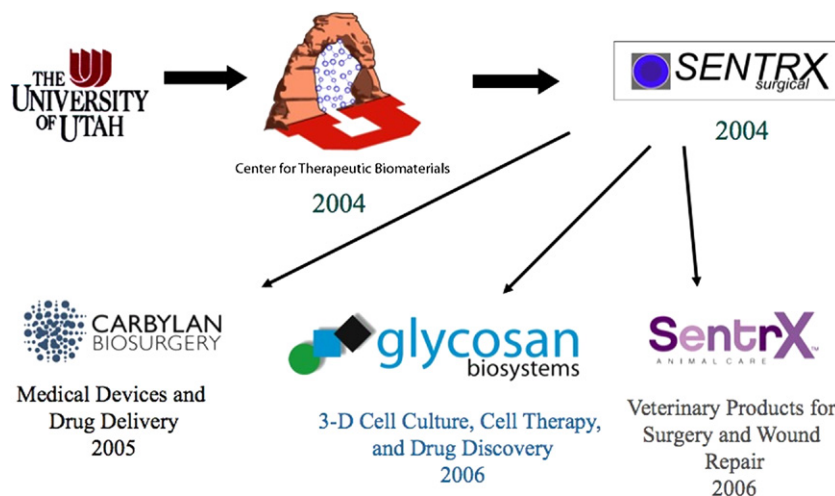 THE
UNIVERSITY
OF UTAH
Center for Therapeutic Biomaterials
2004
SENTRX
surgical
2004
CARBYLAN
BIOSURGERY
Medical Devices and
Drug Delivery
2005
glycosan
biosystems
3-D Cell Culture, Cell Therapy,
and Drug Discovery
2006
SentrX™
ANIMAL CARE
Veterinary Products for
Surgery and Wound
Repair
2006